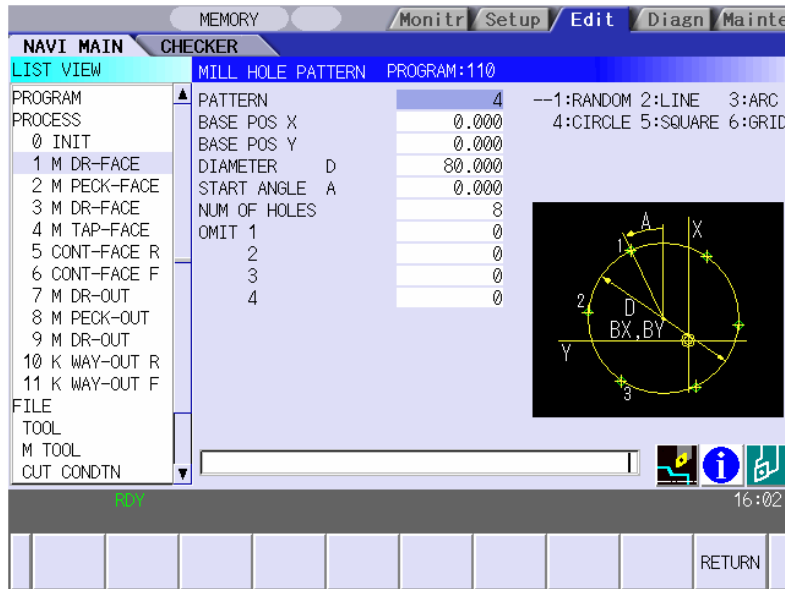 MEMORY
Monitr Setup Edit Diagn Mainte
NAVI MAIN CHECKER
LIST VIEW
MILL HOLE PATTERN PROGRAM:110
PROGRAM
PROCESS
0 INIT
1 M DR-FACE
2 M PECK-FACE
3 M DR-FACE
4 M TAP-FACE
5 CONT-FACE R
6 CONT-FACE F
7 M DR-OUT
8 M PECK-OUT
9 M DR-OUT
10 K WAY-OUT R
11 K WAY-OUT F
FILE
TOOL
M TOOL
CUT CONDTN
PATTERN 4 --1:RANDOM 2:LINE 3:ARC
BASE POS X 0.000 4:CIRCLE 5:SQUARE 6:GRID
BASE POS Y 0.000
DIAMETER D 80.000
START ANGLE A 0.000
NUM OF HOLES 8
OMIT 1 0
2 0
3 0
4 0
A X
1
2
D
BX,BY
Y
3
i
RDY 16:02
RETURN